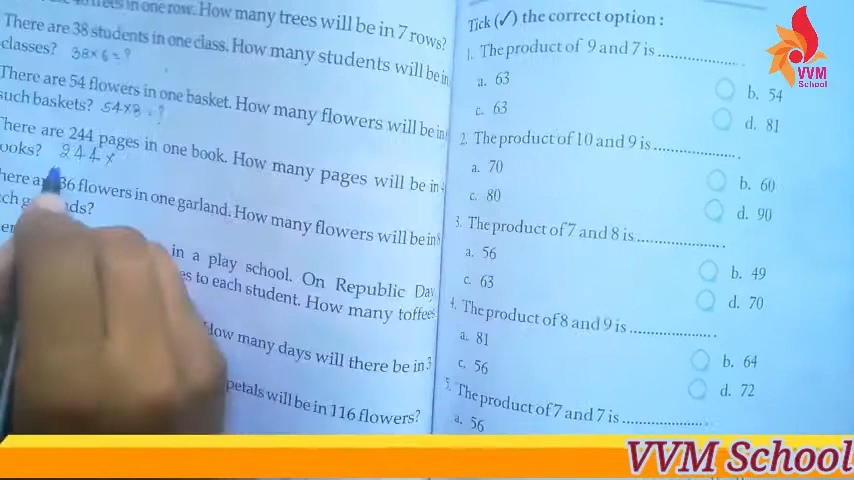 trees in one row. How many trees will be in 7 rows?
There are 38 students in one class. How many students will be in
classes? 38×6=?
There are 54 flowers in one basket. How many flowers will be in
such baskets? 54×8=?
There are 244 pages in one book. How many pages will be in
ooks? 244×
here a 36 flowers in one garland. How many flowers will be in 8
ch g nds?
in a play school. On Republic Day
es to each student. How many toffees
How many days will there be in 3
petals will be in 116 flowers?
Tick (✓) the correct option :
1. The product of 9 and 7 is ....................
a. 63
b. 54
c. 63
d. 81
2. The product of 10 and 9 is ....................
a. 70
b. 60
c. 80
d. 90
3. The product of 7 and 8 is ....................
a. 56
b. 49
c. 63
d. 70
4. The product of 8 and 9 is ....................
a. 81
b. 64
c. 56
d. 72
5. The product of 7 and 7 is ....................
a. 56
VVM
School
VVM School